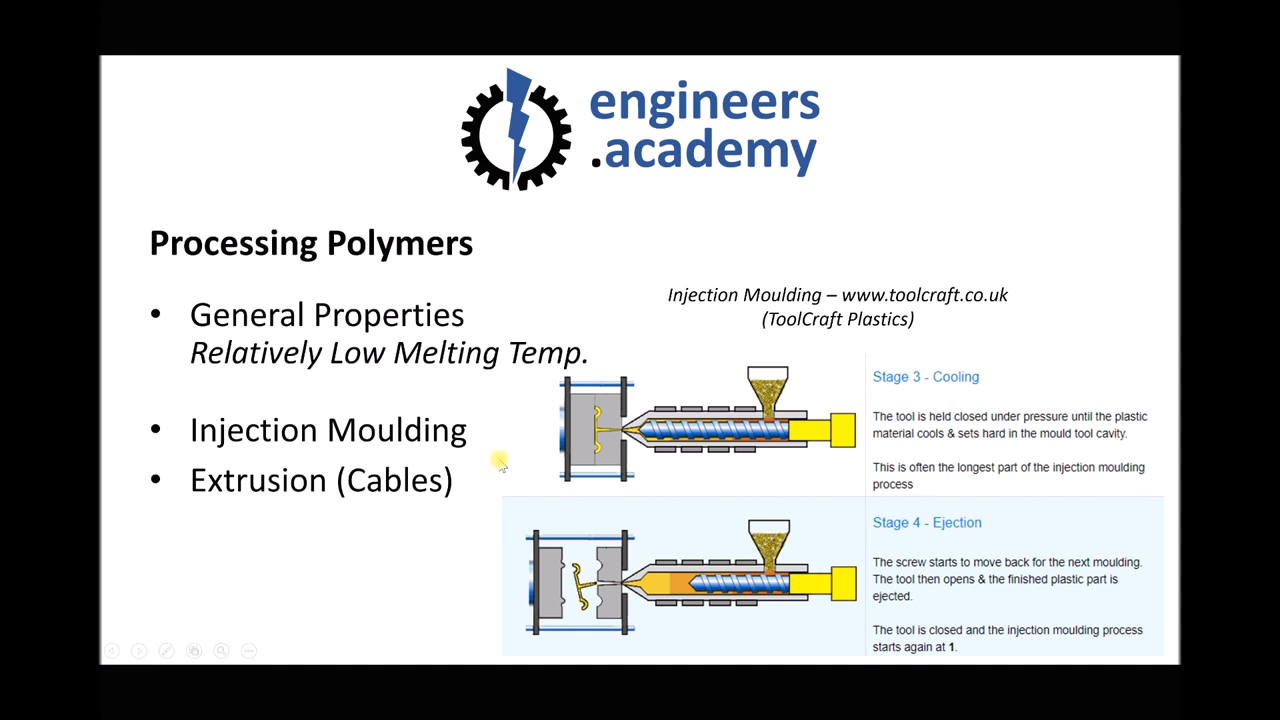 engineers
.academy
Processing Polymers
• General Properties
Relatively Low Melting Temp.
• Injection Moulding
• Extrusion (Cables)
Injection Moulding – www.toolcraft.co.uk
(ToolCraft Plastics)
Stage 3 - Cooling
The tool is held closed under pressure until the plastic
material cools & sets hard in the mould tool cavity.
This is often the longest part of the injection moulding
process
Stage 4 - Ejection
The screw starts to move back for the next moulding.
The tool then opens & the finished plastic part is
ejected.
The tool is closed and the injection moulding process
starts again at 1.